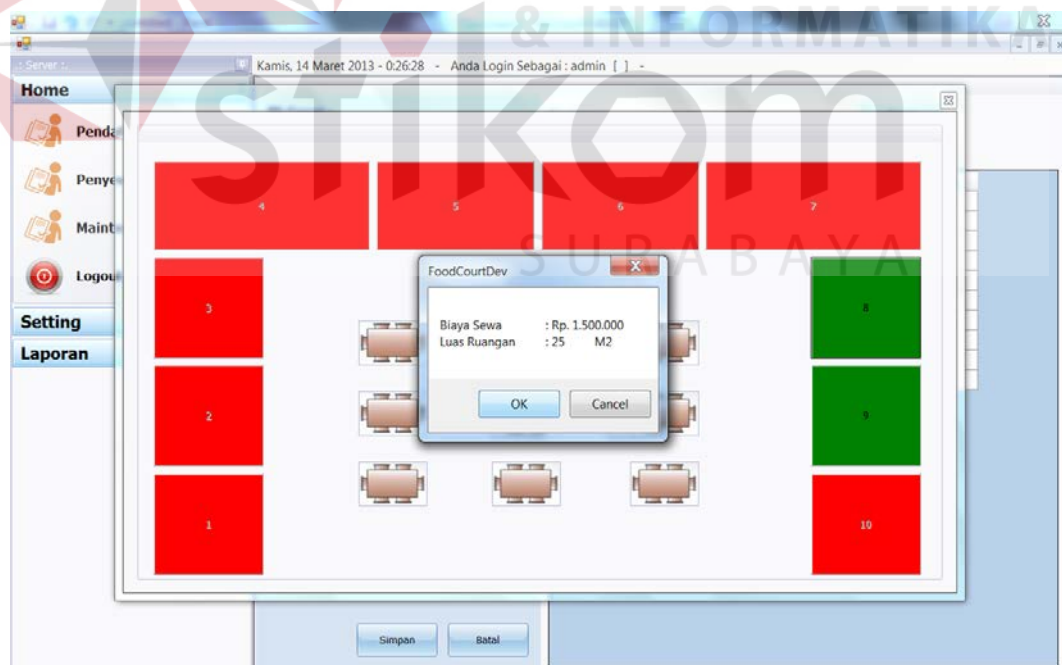 & INFORMATIKA
stikom
SURABAYA
.: Server :.
Kamis, 14 Maret 2013 - 0:26:28 - Anda Login Sebagai : admin [ ] -
Home
Penda
Penye
Maint
Logou
Setting
Laporan
4
5
6
7
3
8
2
9
1
10
FoodCourtDev
Biaya Sewa : Rp. 1.500.000
Luas Ruangan : 25 M2
OK
Cancel
Simpan
Batal